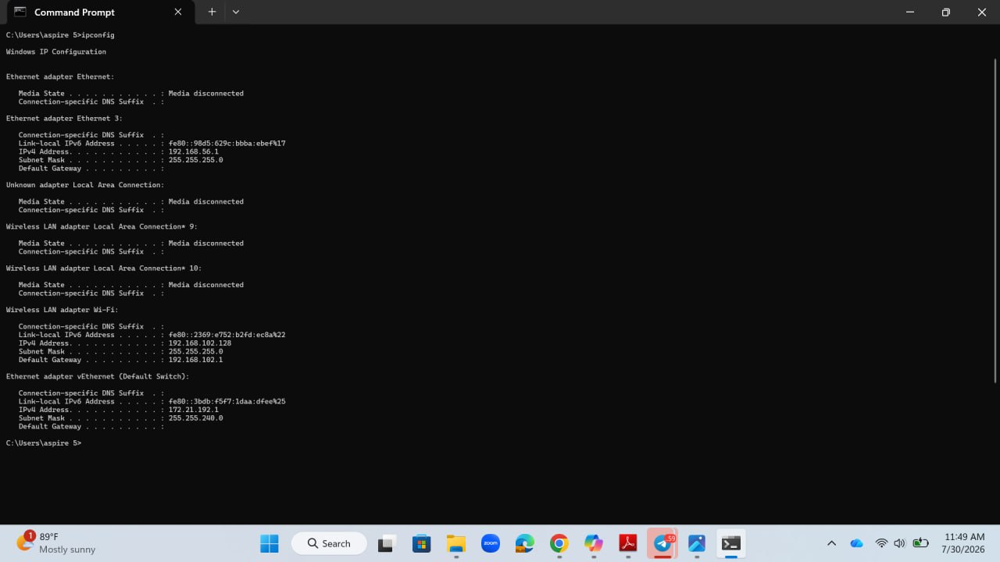 Command Prompt
C:\Users\aspire 5>ipconfig
Windows IP Configuration
Ethernet adapter Ethernet:
Media State . . . . . . . . . . . : Media disconnected
Connection-specific DNS Suffix  . :
Ethernet adapter Ethernet 3:
Connection-specific DNS Suffix  . :
Link-local IPv6 Address . . . . . : fe80::98d5:629c:bbba:ebef%17
IPv4 Address. . . . . . . . . . . : 192.168.56.1
Subnet Mask . . . . . . . . . . . : 255.255.255.0
Default Gateway . . . . . . . . . :
Unknown adapter Local Area Connection:
Media State . . . . . . . . . . . : Media disconnected
Connection-specific DNS Suffix  . :
Wireless LAN adapter Local Area Connection* 9:
Media State . . . . . . . . . . . : Media disconnected
Connection-specific DNS Suffix  . :
Wireless LAN adapter Local Area Connection* 10:
Media State . . . . . . . . . . . : Media disconnected
Connection-specific DNS Suffix  . :
Wireless LAN adapter Wi-Fi:
Connection-specific DNS Suffix  . :
Link-local IPv6 Address . . . . . : fe80::2369:e752:b2fd:ec8a%22
IPv4 Address. . . . . . . . . . . : 192.168.102.128
Subnet Mask . . . . . . . . . . . : 255.255.255.0
Default Gateway . . . . . . . . . : 192.168.102.1
Ethernet adapter vEthernet (Default Switch):
Connection-specific DNS Suffix  . :
Link-local IPv6 Address . . . . . : fe80::3bdb:f5f7:1daa:dfee%25
IPv4 Address. . . . . . . . . . . : 172.21.192.1
Subnet Mask . . . . . . . . . . . : 255.255.240.0
Default Gateway . . . . . . . . . :
C:\Users\aspire 5>
1
89°F
Mostly sunny
Search
zoom
59
11:49 AM
7/30/2026